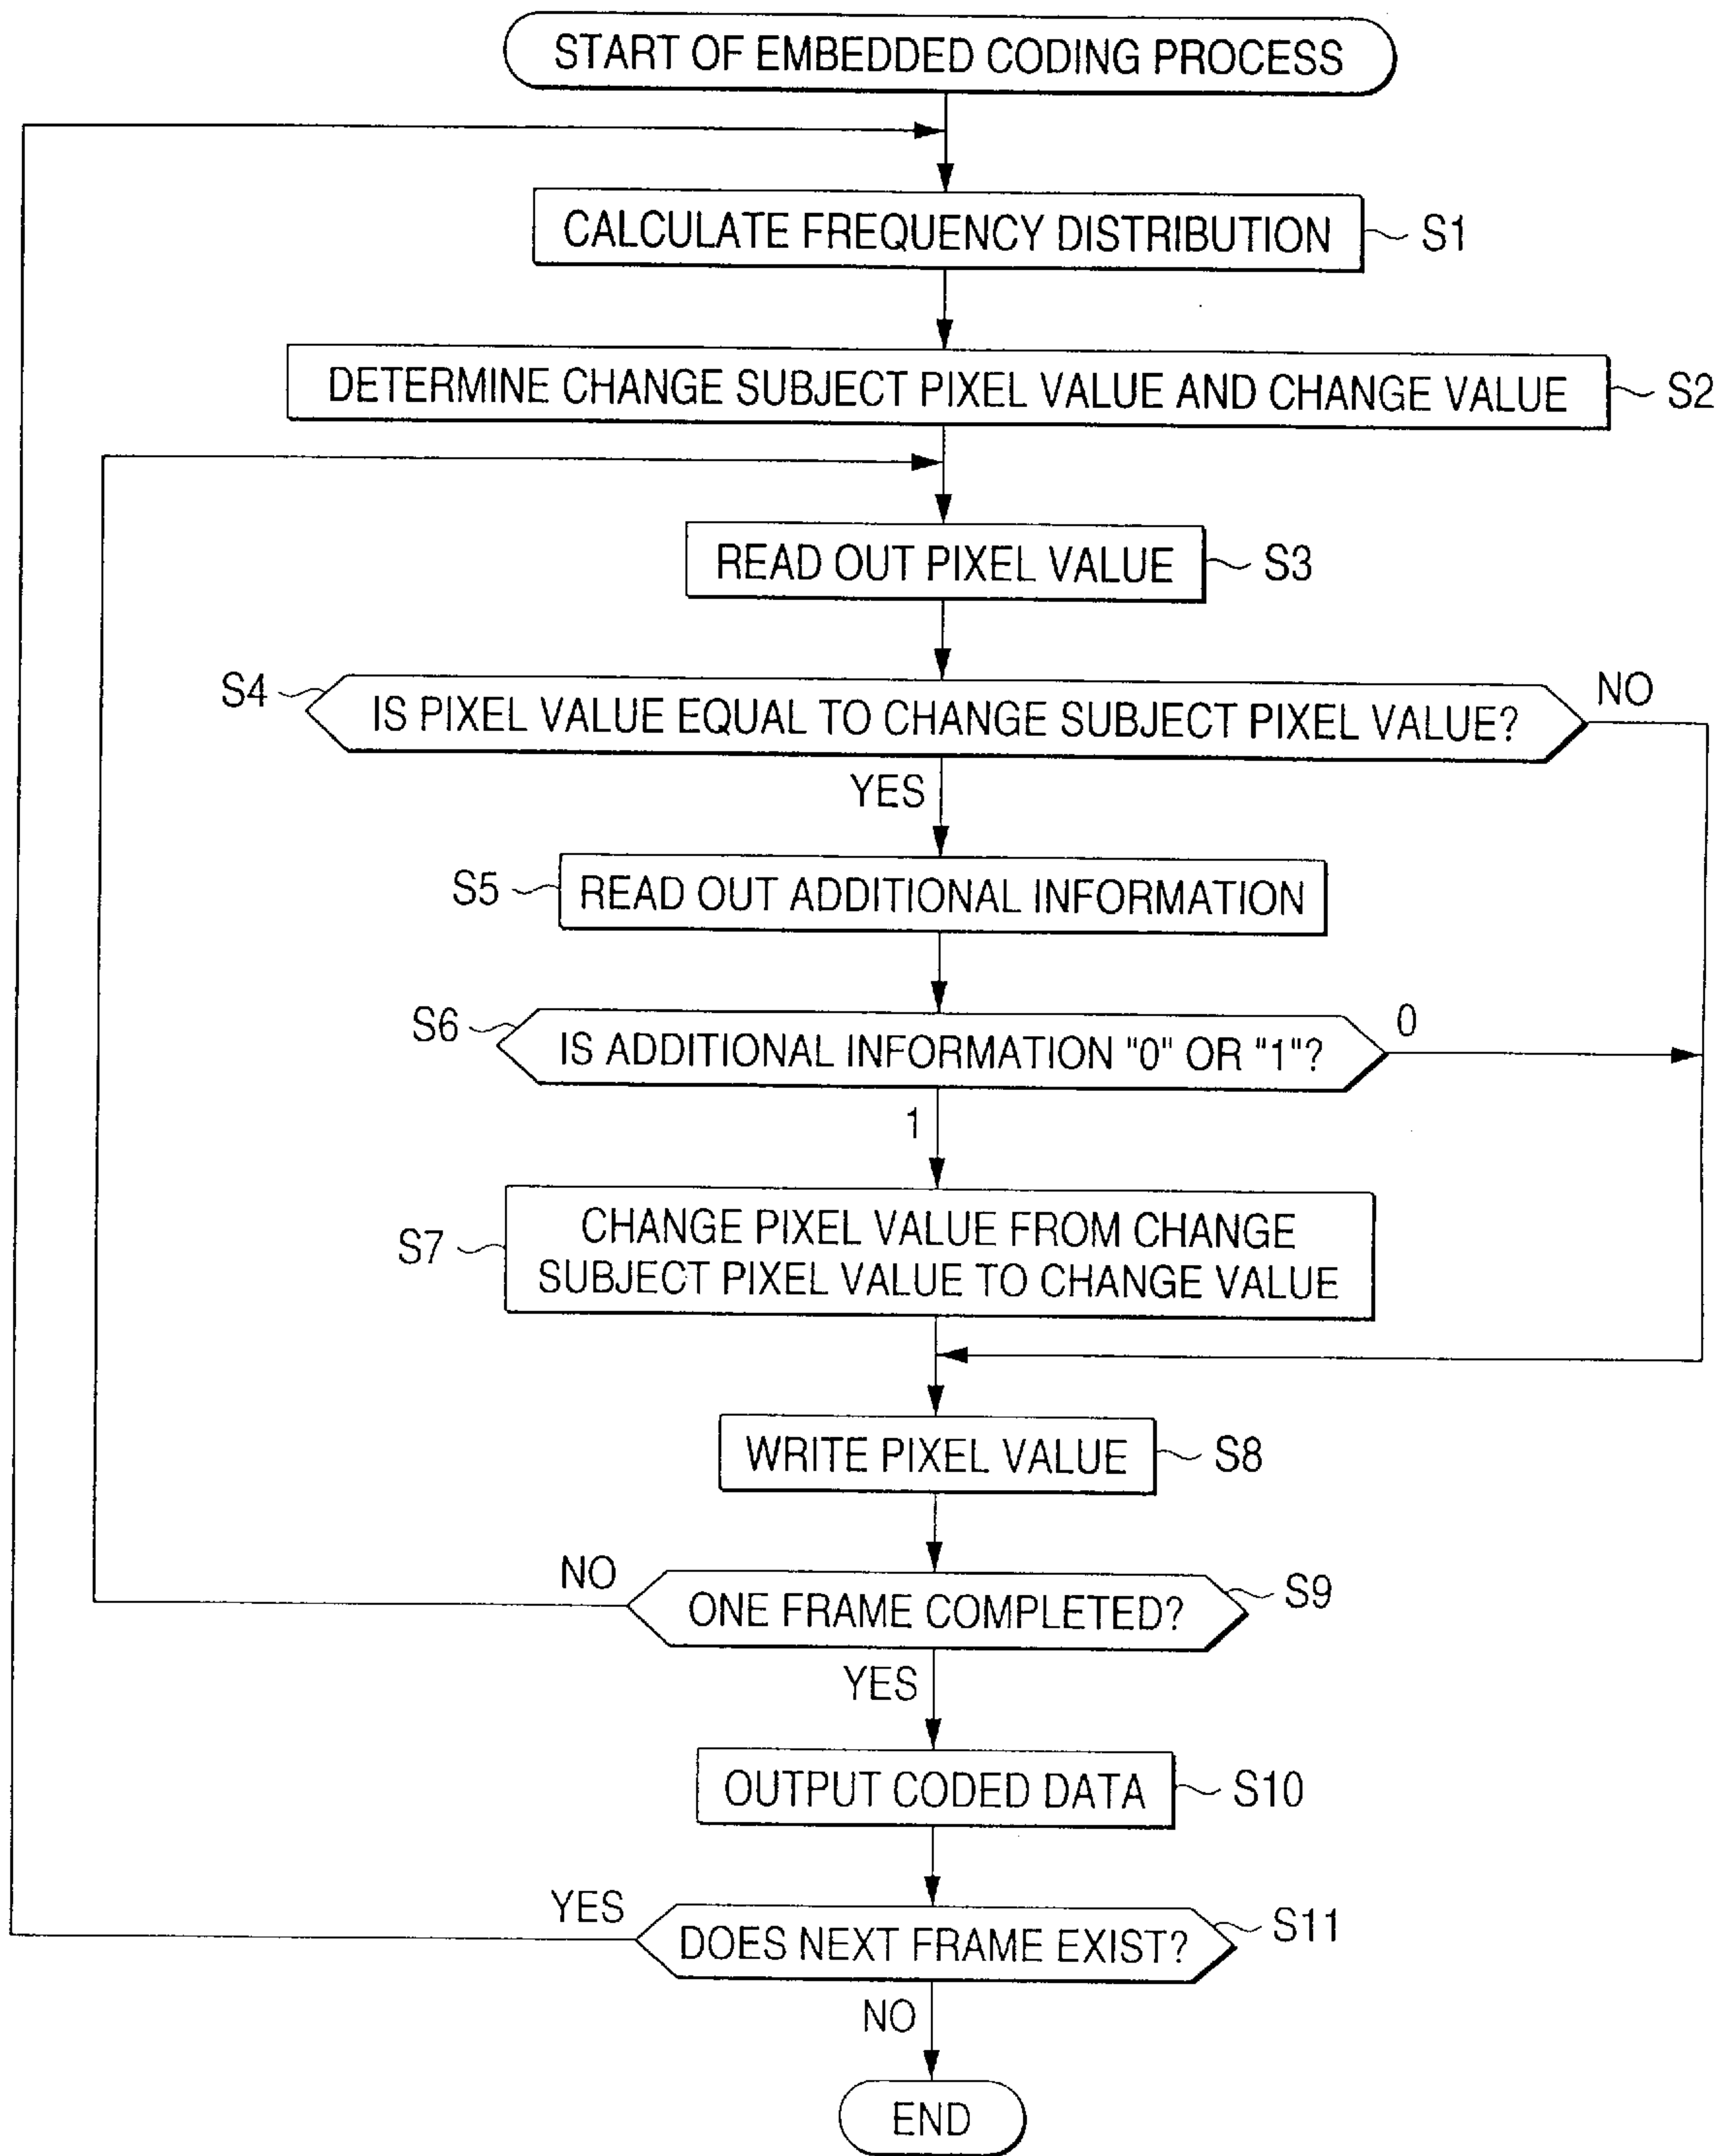 START OF EMBEDDED CODING PROCESS
CALCULATE FREQUENCY DISTRIBUTION
S1
DETERMINE CHANGE SUBJECT PIXEL VALUE AND CHANGE VALUE
S2
READ OUT PIXEL VALUE
S3
S4
IS PIXEL VALUE EQUAL TO CHANGE SUBJECT PIXEL VALUE?
NO
YES
S5
READ OUT ADDITIONAL INFORMATION
S6
IS ADDITIONAL INFORMATION "0" OR "1"?
0
1
S7
CHANGE PIXEL VALUE FROM CHANGE
SUBJECT PIXEL VALUE TO CHANGE VALUE
WRITE PIXEL VALUE
S8
NO
ONE FRAME COMPLETED?
S9
YES
OUTPUT CODED DATA
S10
YES
DOES NEXT FRAME EXIST?
S11
NO
END